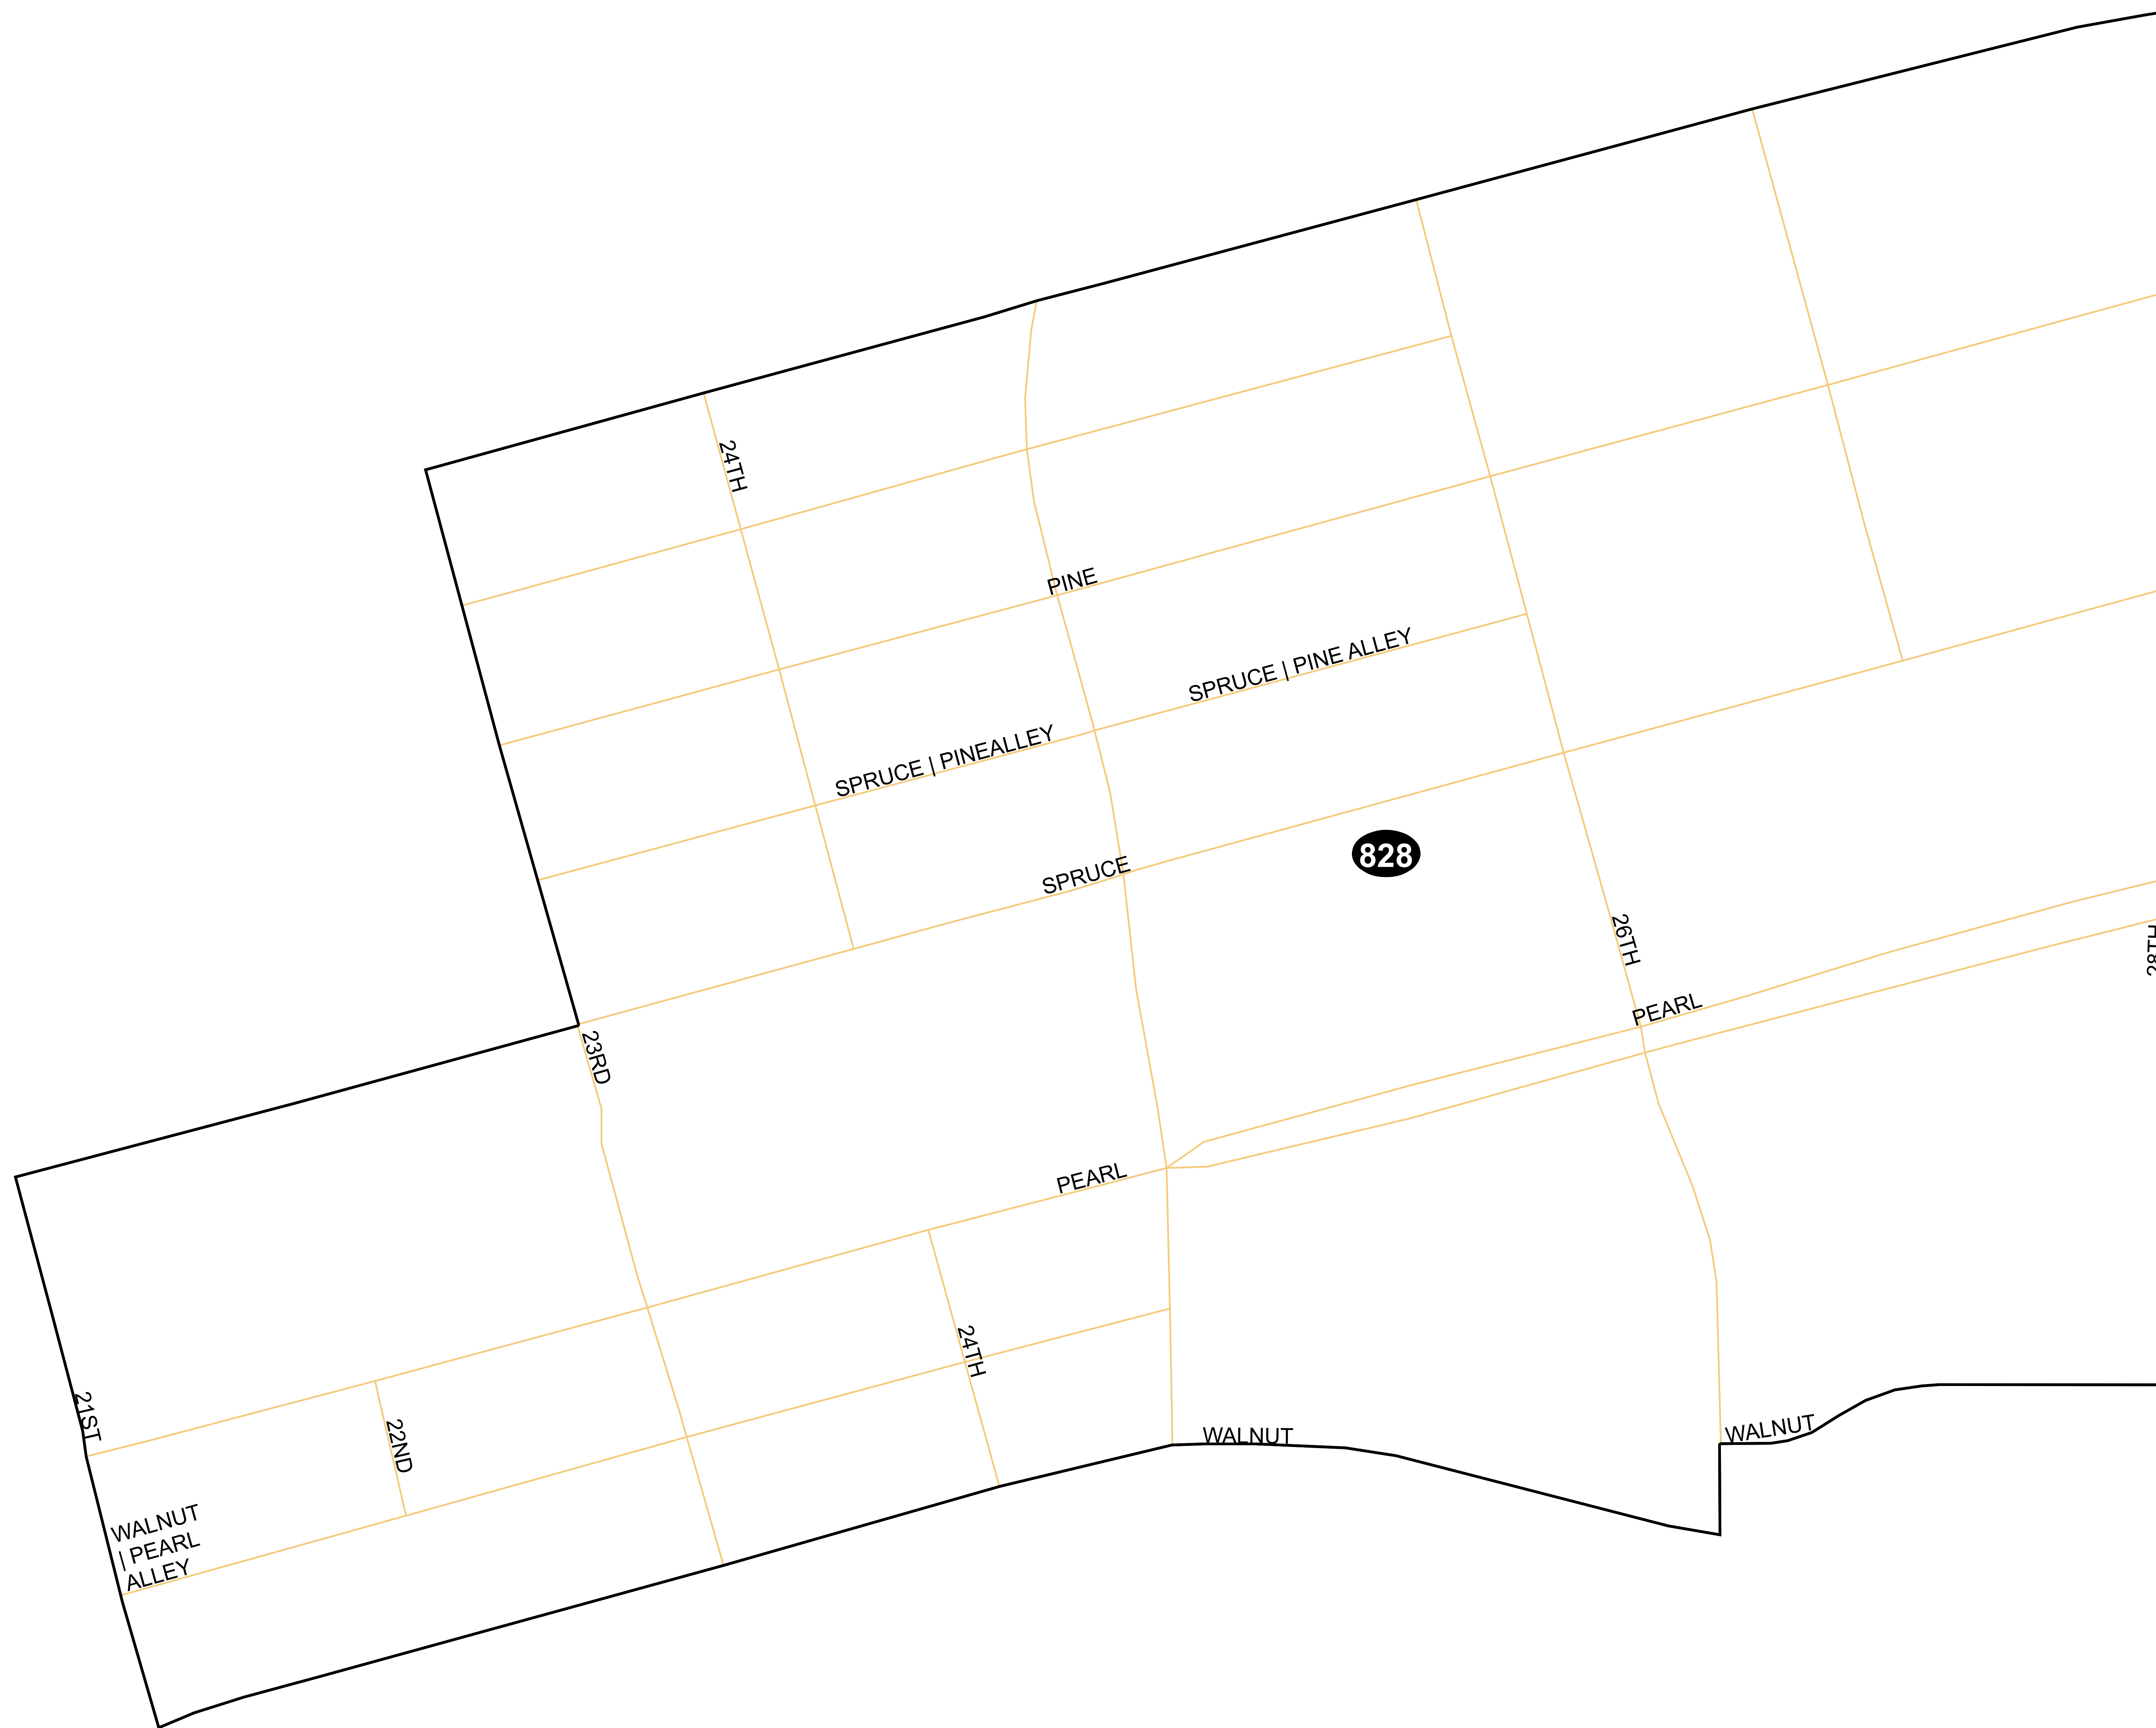 24TH
PINE
SPRUCE | PINE ALLEY
SPRUCE | PINEALLEY
828
SPRUCE
26TH
28TH
PEARL
23RD
PEARL
24TH
21ST
22ND
WALNUT
WALNUT
WALNUT
| PEARL
ALLEY